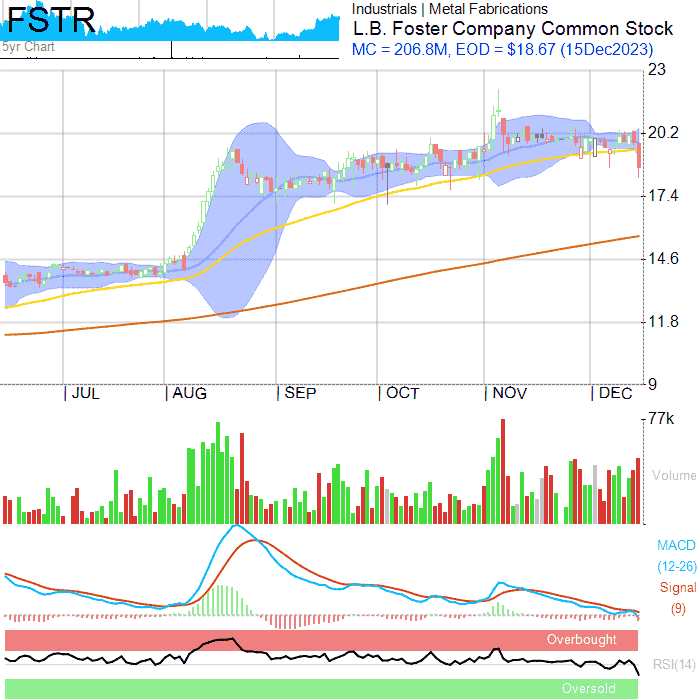 FSTR
5yr Chart
Industrials | Metal Fabrications
L.B. Foster Company Common Stock
MC = 206.8M, EOD = $18.67 (15Dec2023)
23
20.2
17.4
14.6
11.8
9
JUL AUG SEP OCT NOV DEC
77k
Volume
MACD
(12-26)
Signal
(9)
Overbought
RSI(14)
Oversold